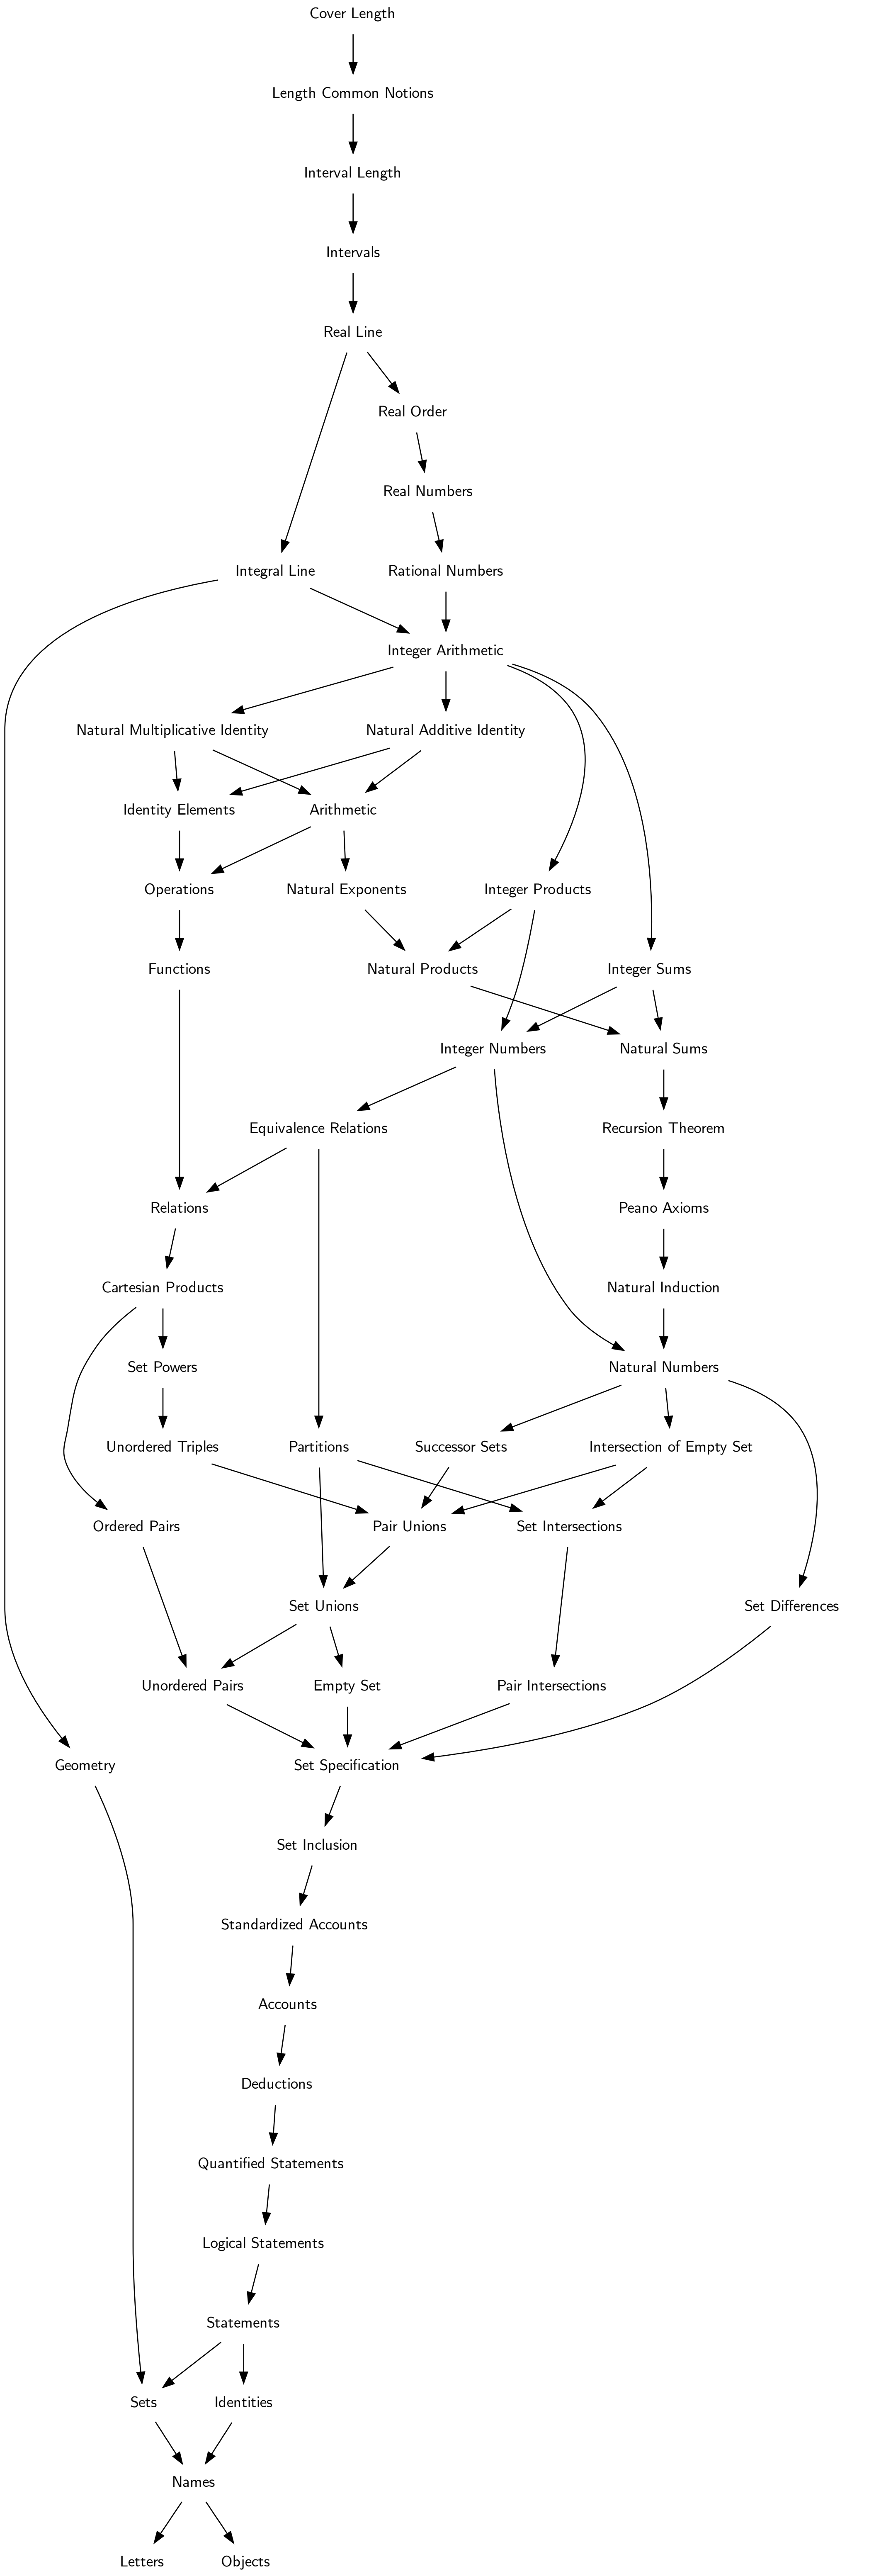 Cover Length
Length Common Notions
Interval Length
Intervals
Real Line
Real Order
Real Numbers
Integral Line
Rational Numbers
Integer Arithmetic
Natural Multiplicative Identity
Natural Additive Identity
Identity Elements
Arithmetic
Operations
Natural Exponents
Integer Products
Functions
Natural Products
Integer Sums
Integer Numbers
Natural Sums
Equivalence Relations
Recursion Theorem
Relations
Peano Axioms
Cartesian Products
Natural Induction
Set Powers
Natural Numbers
Unordered Triples
Partitions
Successor Sets
Intersection of Empty Set
Ordered Pairs
Pair Unions
Set Intersections
Set Unions
Set Differences
Unordered Pairs
Empty Set
Pair Intersections
Geometry
Set Specification
Set Inclusion
Standardized Accounts
Accounts
Deductions
Quantified Statements
Logical Statements
Statements
Sets
Identities
Names
Letters
Objects